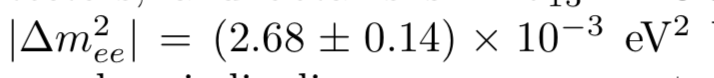 |Δm²ₑₑ| = (2.68 ± 0.14) × 10⁻³ eV²